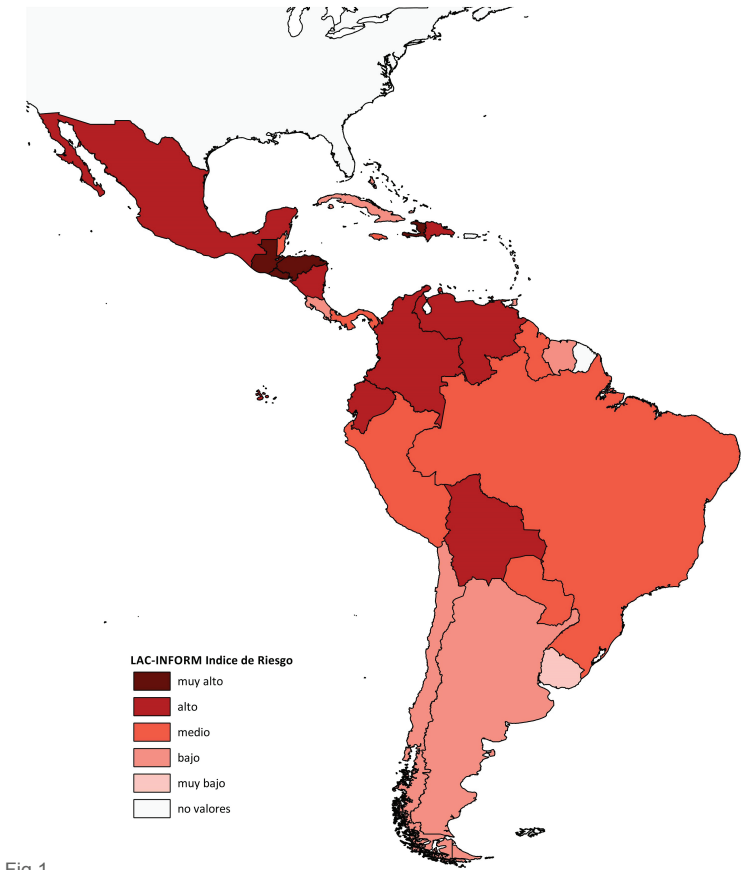 LAC-INFORM Indice de Riesgo
muy alto
alto
medio
bajo
muy bajo
no valores
Fig 1